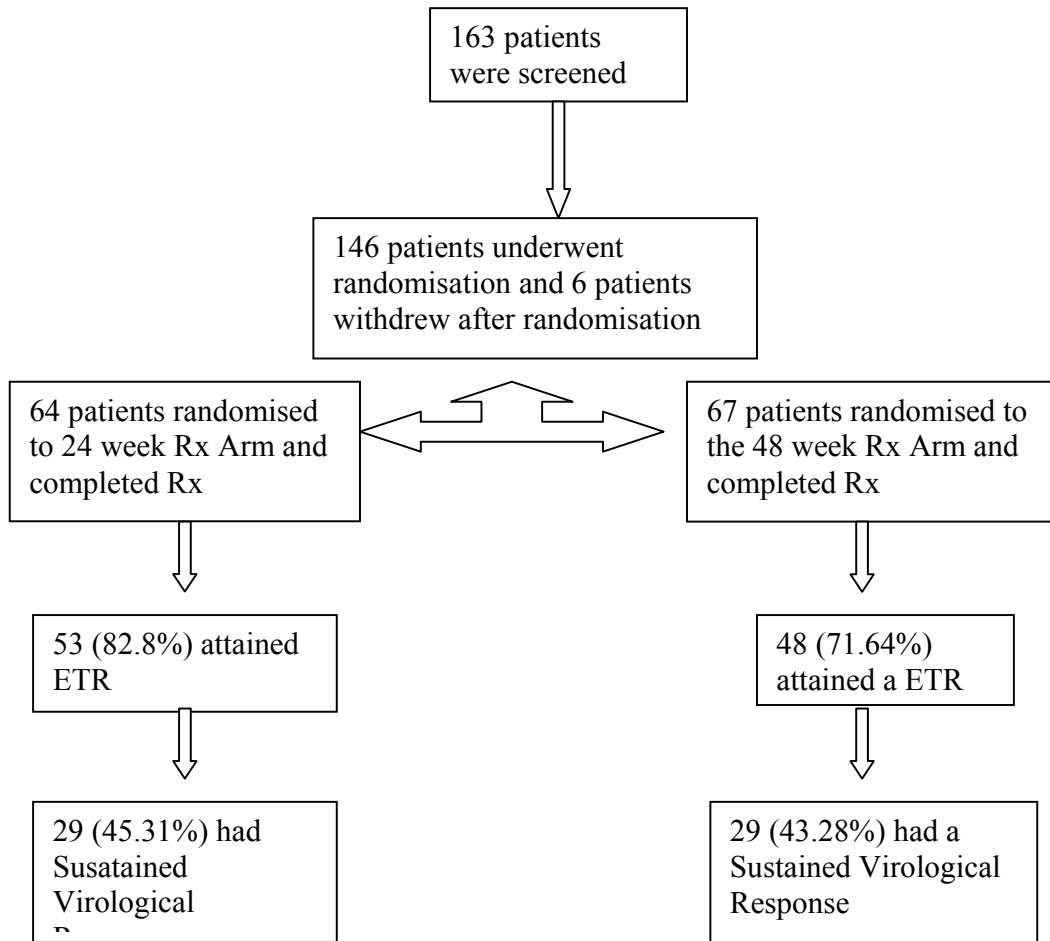 163 patients
were screened
146 patients underwent
randomisation and 6 patients
withdrew after randomisation
64 patients randomised
to 24 week Rx Arm and
completed Rx
67 patients randomised to
the 48 week Rx Arm and
completed Rx
53 (82.8%) attained
ETR
48 (71.64%)
attained a ETR
29 (45.31%) had
Susatained
Virological
29 (43.28%) had a
Sustained Virological
Response